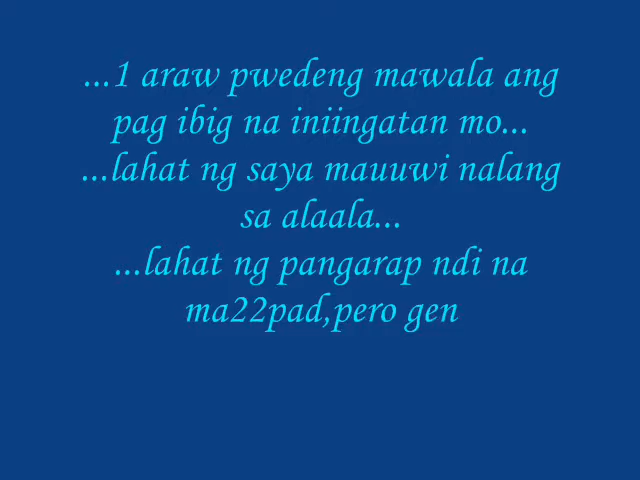 ...1 araw pwedeng mawala ang
pag ibig na iniingatan mo...
...lahat ng saya mauuwi nalang
sa alaala...
...lahat ng pangarap ndi na
ma22pad,pero gen